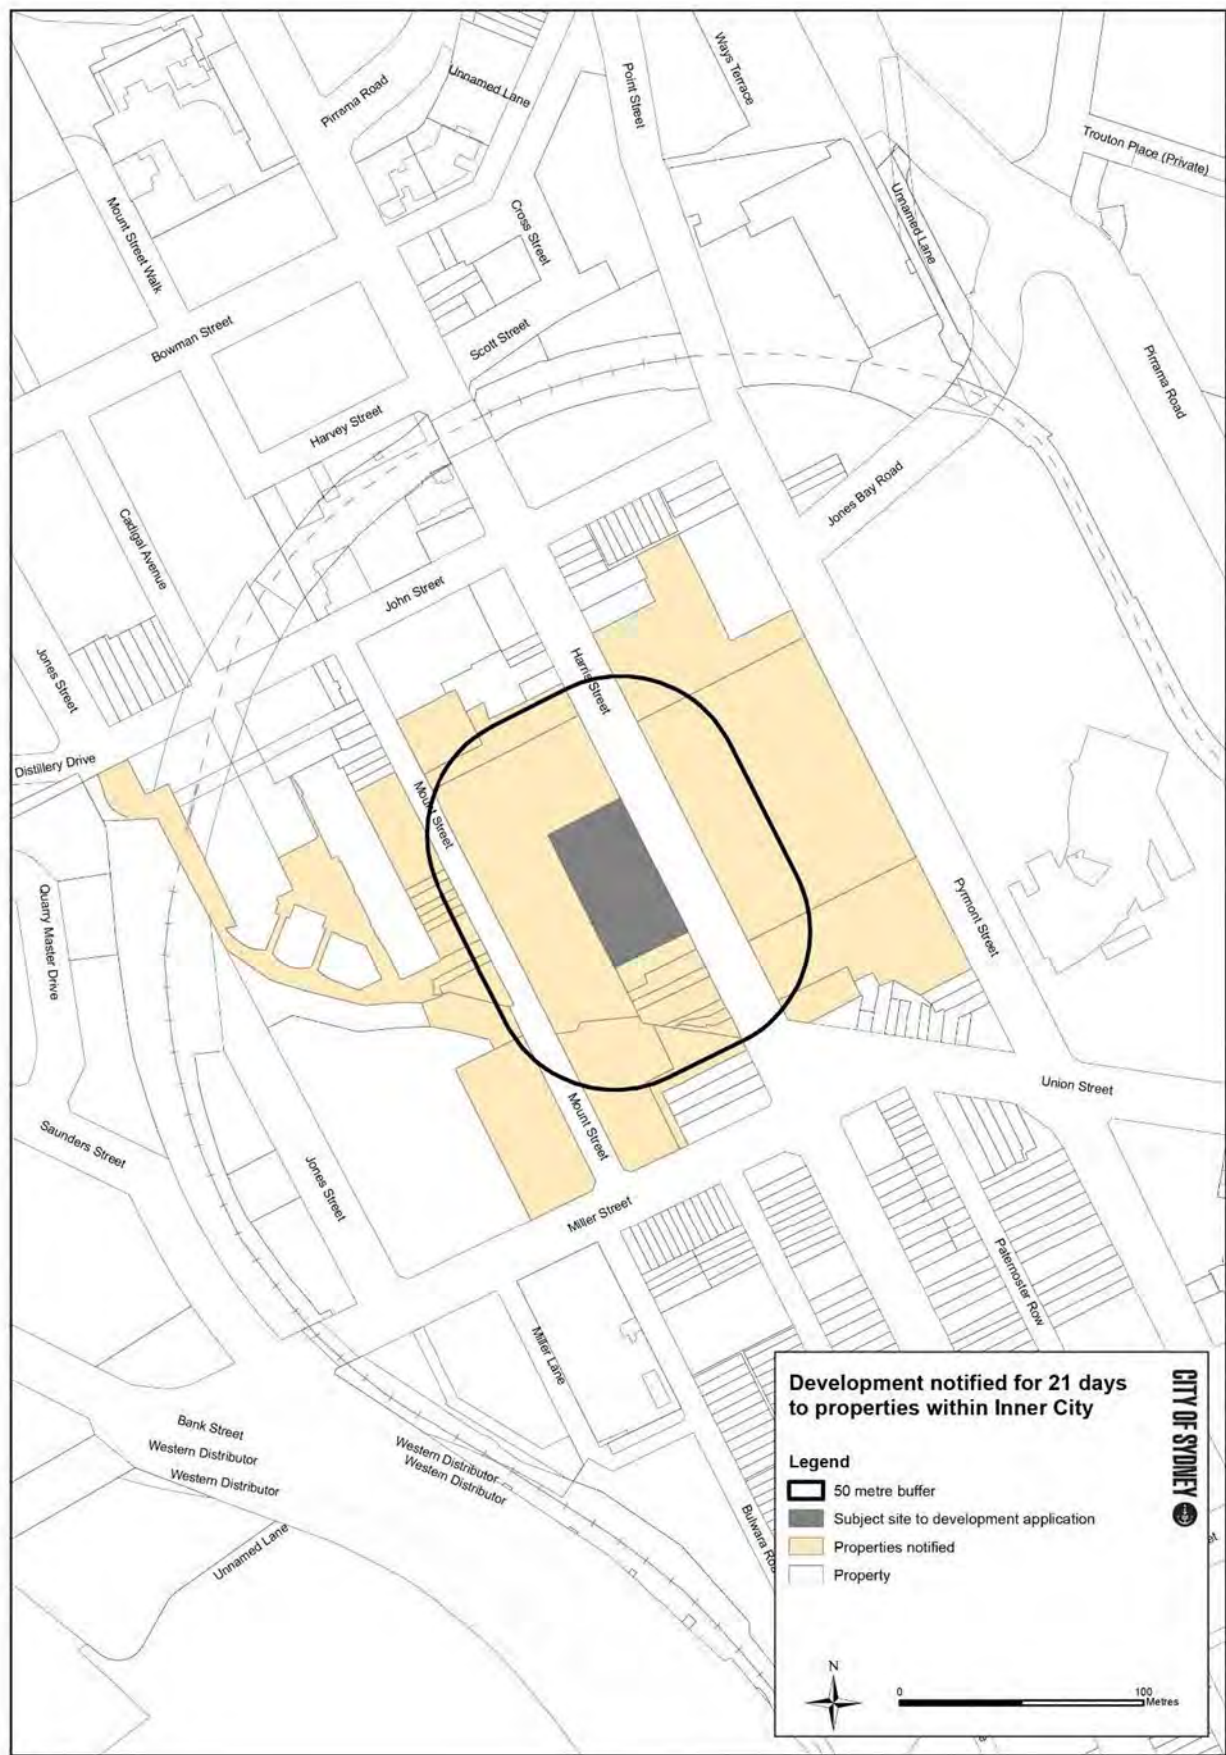 Pirrama Road
Unnamed Lane
Point Street
Ways Terrace
Trouton Place (Private)
Mount Street Walk
Cross Street
Unnamed Lane
Bowman Street
Scott Street
Pirrama Road
Harvey Street
Jones Bay Road
Cadigal Avenue
John Street
Jones Street
Harris Street
Distillery Drive
Mount Street
Quarry Master Drive
Pyrmont Street
Union Street
Saunders Street
Mount Street
Jones Street
Miller Street
Paternoster Row
Miller Lane
Bank Street
Western Distributor
Western Distributor
Western Distributor
Western Distributor
Unnamed Lane
Bulwara
Development notified for 21 days
to properties within Inner City
CITY OF SYDNEY
Legend
50 metre buffer
Subject site to development application
Properties notified
Property
N
0
100
Metres